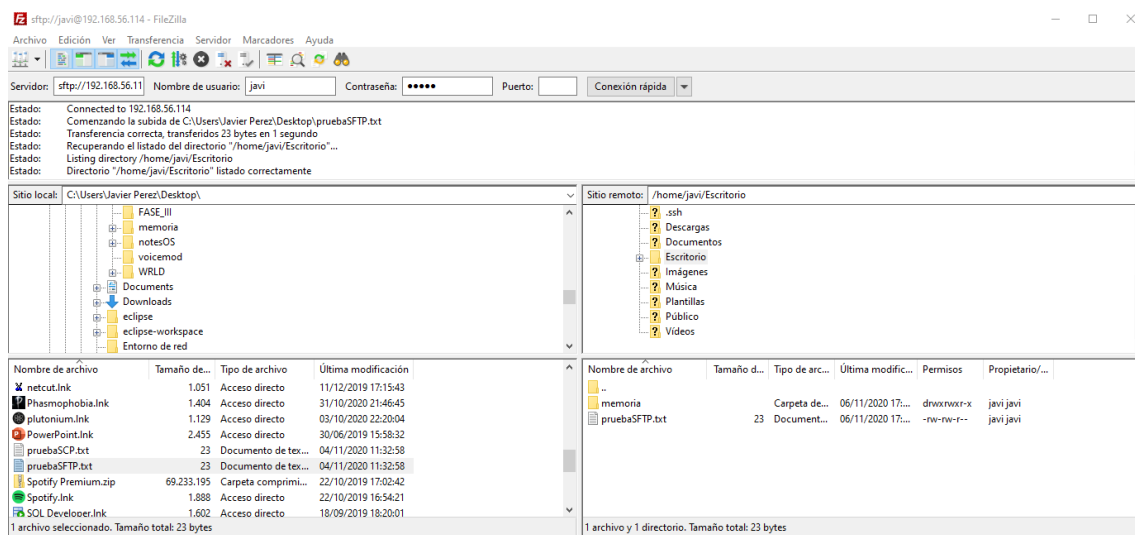 sftp://javi@192.168.56.114 - FileZilla
Archivo Edición Ver Transferencia Servidor Marcadores Ayuda
Servidor: sftp://192.168.56.11 Nombre de usuario: javi Contraseña: ●●●●● Puerto: Conexión rápida
Estado: Connected to 192.168.56.114
Estado: Comenzando la subida de C:\Users\Javier Perez\Desktop\pruebaSFTP.txt
Estado: Transferencia correcta, transferidos 23 bytes en 1 segundo
Estado: Recuperando el listado del directorio "/home/javi/Escritorio"...
Estado: Listing directory /home/javi/Escritorio
Estado: Directorio "/home/javi/Escritorio" listado correctamente
Sitio local: C:\Users\Javier Perez\Desktop\
FASE_III
memoria
notesOS
voicemod
WRLD
Documents
Downloads
eclipse
eclipse-workspace
Entorno de red
Sitio remoto: /home/javi/Escritorio
.ssh
Descargas
Documentos
Escritorio
Imágenes
Música
Plantillas
Público
Vídeos
Nombre de archivo Tamaño de... Tipo de archivo Última modificación
netcut.lnk 1.051 Acceso directo 11/12/2019 17:15:43
Phasmophobia.lnk 1.404 Acceso directo 31/10/2020 21:46:45
plutonium.lnk 1.129 Acceso directo 03/10/2020 22:20:04
PowerPoint.lnk 2.455 Acceso directo 30/06/2019 15:58:32
pruebaSCP.txt 23 Documento de tex... 04/11/2020 11:32:58
pruebaSFTP.txt 23 Documento de tex... 04/11/2020 11:32:58
Spotify Premium.zip 69.233.195 Carpeta comprimi... 22/10/2019 17:02:42
Spotify.lnk 1.888 Acceso directo 22/10/2019 16:54:21
SQL Developer.lnk 1.602 Acceso directo 18/09/2019 18:20:01
1 archivo seleccionado. Tamaño total: 23 bytes
Nombre de archivo Tamaño d... Tipo de arc... Última modific... Permisos Propietario/...
..
memoria Carpeta de... 06/11/2020 17:... drwxrwxr-x javi javi
pruebaSFTP.txt 23 Document... 06/11/2020 17:... -rw-rw-r-- javi javi
1 archivo y 1 directorio. Tamaño total: 23 bytes